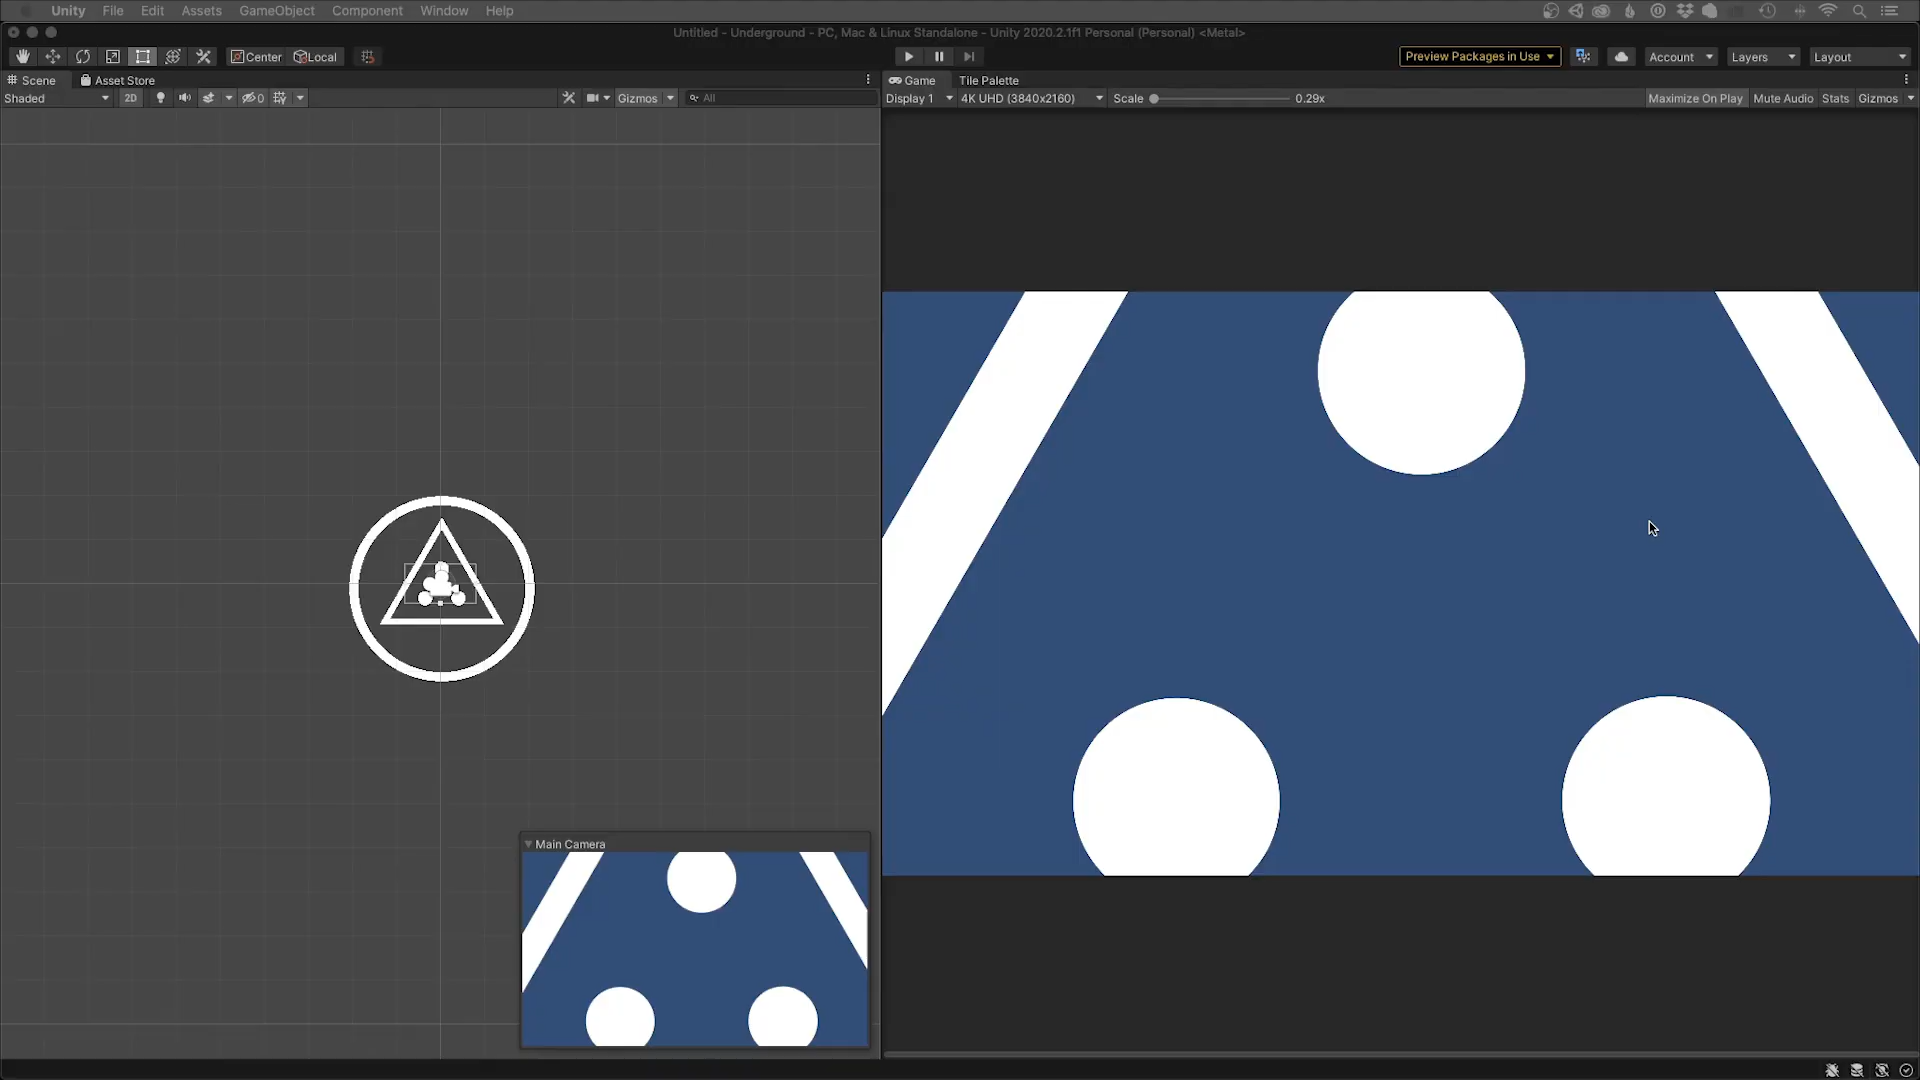 Unity File Edit Assets GameObject Component Window Help
Untitled - Underground - PC, Mac & Linux Standalone - Unity 2020.2.1f1 Personal (Personal) <Metal>
Center Local Preview Packages in Use Account Layers Layout
Scene Asset Store Game Tile Palette
Shaded 2D 0 Gizmos All Display 1 4K UHD (3840x2160) Scale 0.29x Maximize On Play Mute Audio Stats Gizmos
Main Camera